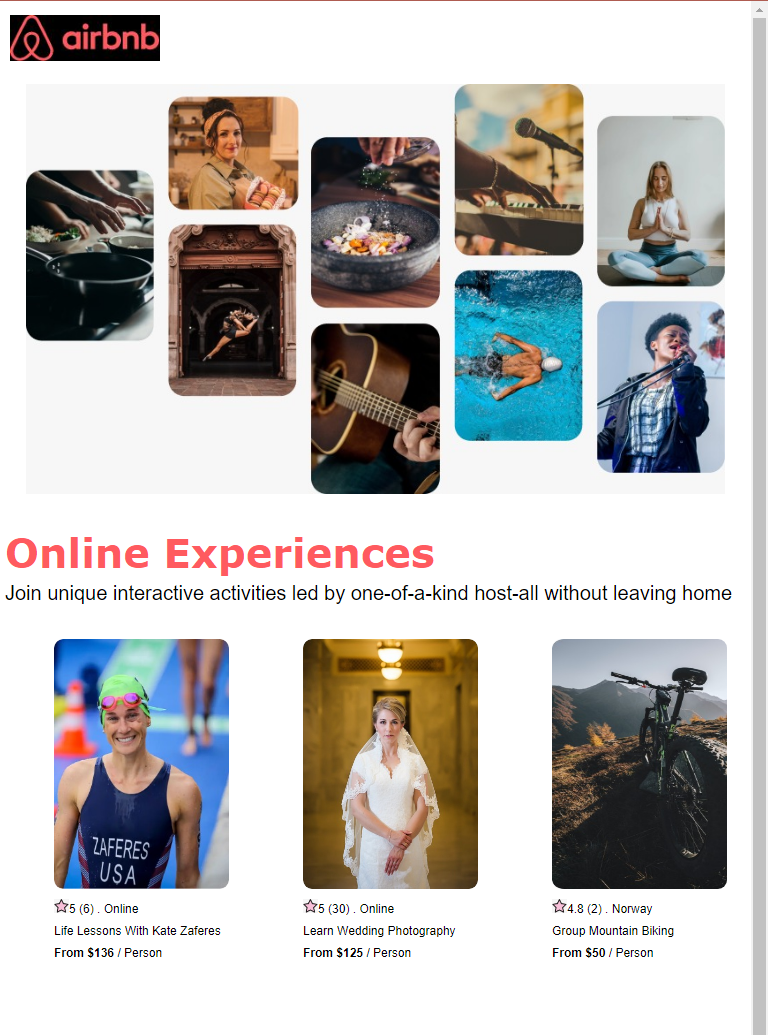 airbnb
Online Experiences
Join unique interactive activities led by one-of-a-kind host-all without leaving home
ZAFERES
USA
5 (6) . Online
Life Lessons With Kate Zaferes
From $136 / Person
5 (30) . Online
Learn Wedding Photography
From $125 / Person
4.8 (2) . Norway
Group Mountain Biking
From $50 / Person